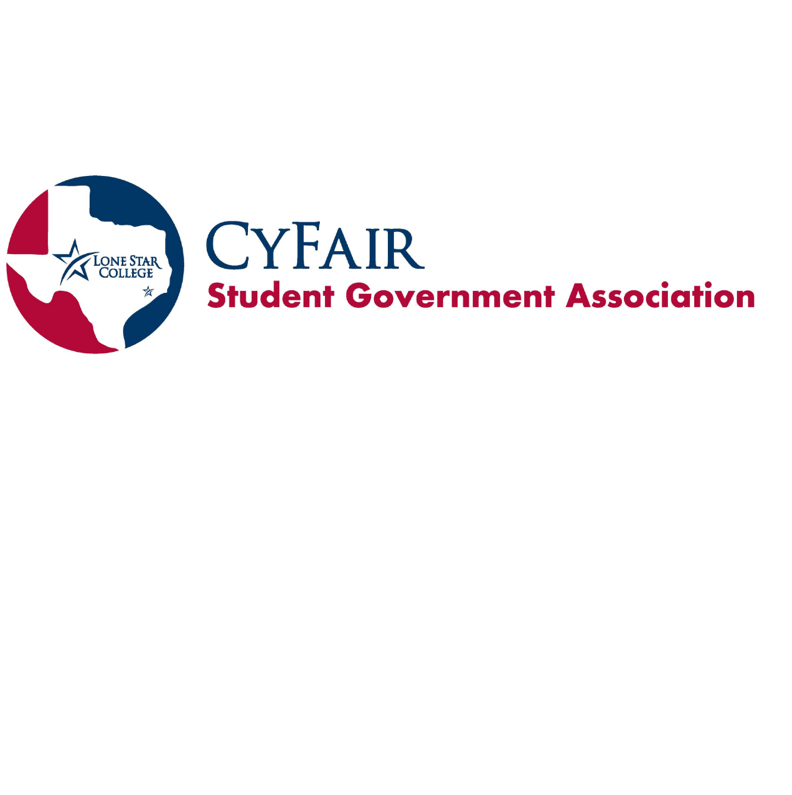 LONE STAR
COLLEGE
CYFAIR
Student Government Association